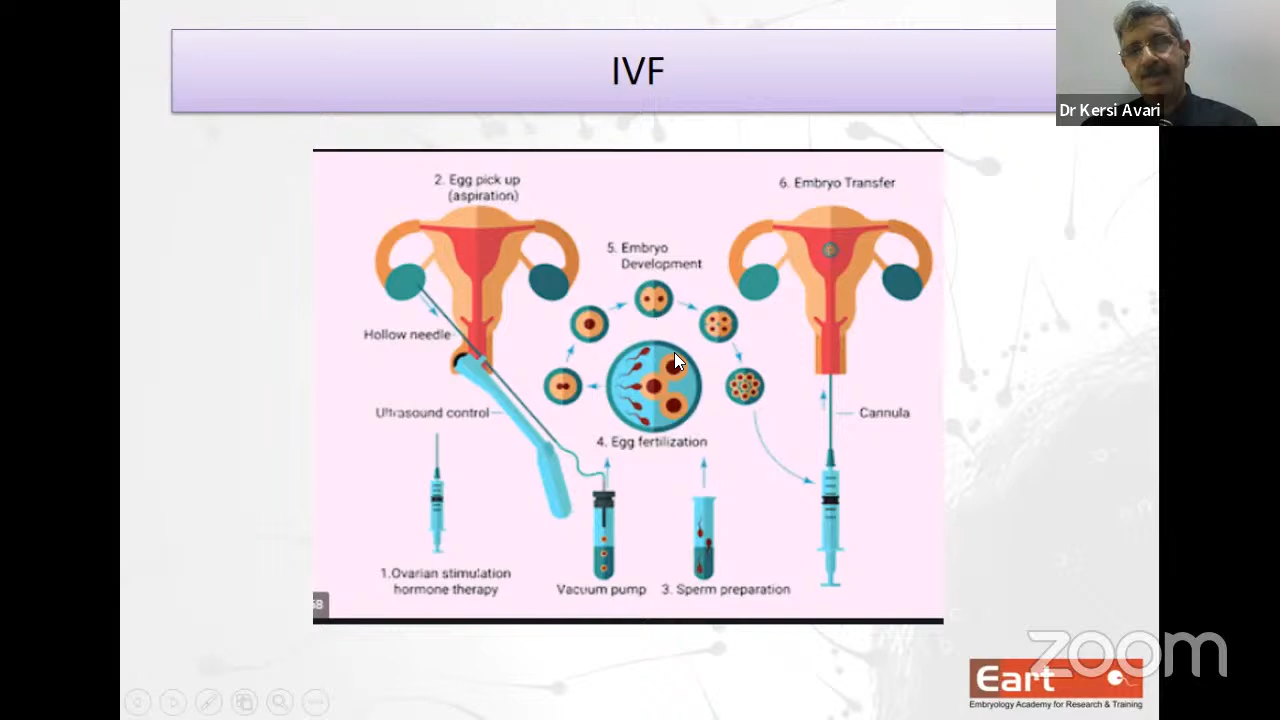 IVF
Dr Kersi Avari
2. Egg pick up
(aspiration)
6. Embryo Transfer
5. Embryo
Development
Hollow needle
Ultrasound control
Cannula
4. Egg fertilization
1.Ovarian stimulation
hormone therapy
Vacuum pump
3. Sperm preparation
zoom
Eart
Embryology Academy for Research & Training